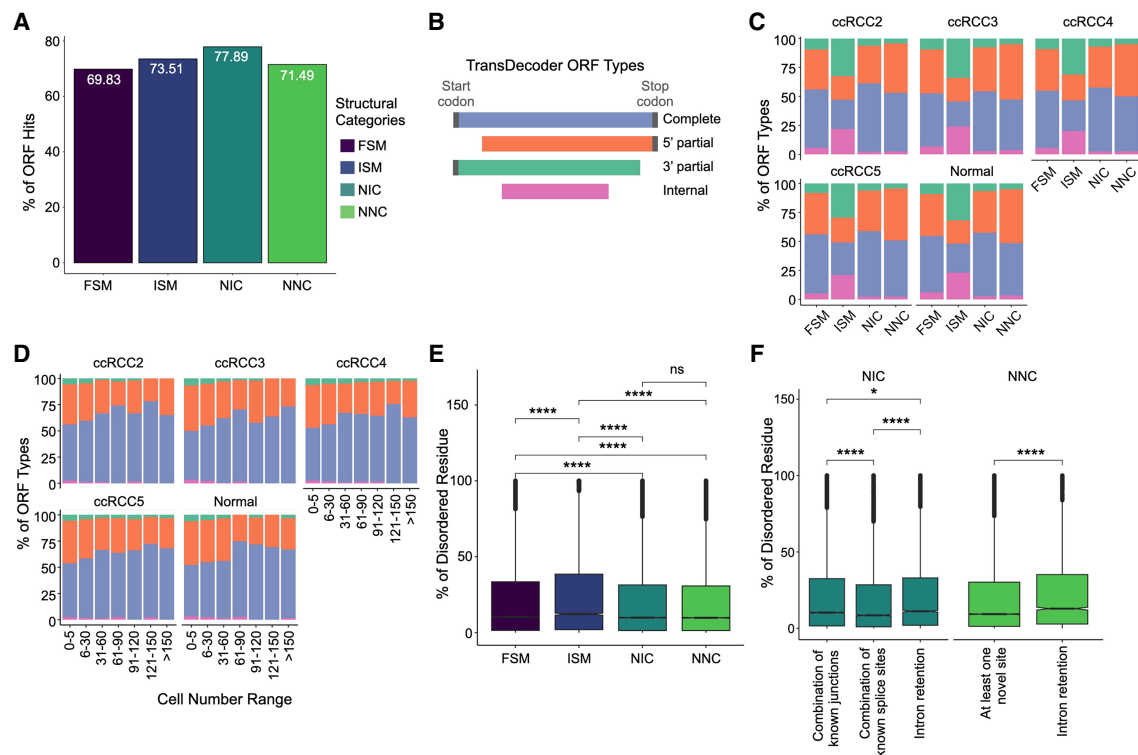 A
80
60
40
20
0
% of ORF Hits
69.83
73.51
77.89
71.49
FSM
ISM
NIC
NNC
Structural
Categories
FSM
ISM
NIC
NNC
B
TransDecoder ORF Types
Start
codon
Stop
codon
Complete
5' partial
3' partial
Internal
C
ccRCC2
ccRCC3
ccRCC4
% of ORF Types
100
75
50
25
0
FSM
ISM
NIC
NNC
ccRCC5
Normal
100
75
50
25
0
FSM
ISM
NIC
NNC
FSM
ISM
NIC
NNC
D
ccRCC2
ccRCC3
ccRCC4
% of ORF Types
100
75
50
25
0
0-5
6-30
31-60
61-90
91-120
121-150
>150
ccRCC5
Normal
100
75
50
25
0
0-5
6-30
31-60
61-90
91-120
121-150
>150
0-5
6-30
31-60
61-90
91-120
121-150
>150
Cell Number Range
E
% of Disordered Residue
150
100
50
0
ns
****
****
****
****
****
FSM
ISM
NIC
NNC
F
NIC
NNC
% of Disordered Residue
150
100
50
0
*
****
****
****
Combination of
known junctions
Combination of
known splice sites
Intron retention
At least one
novel site
Intron retention